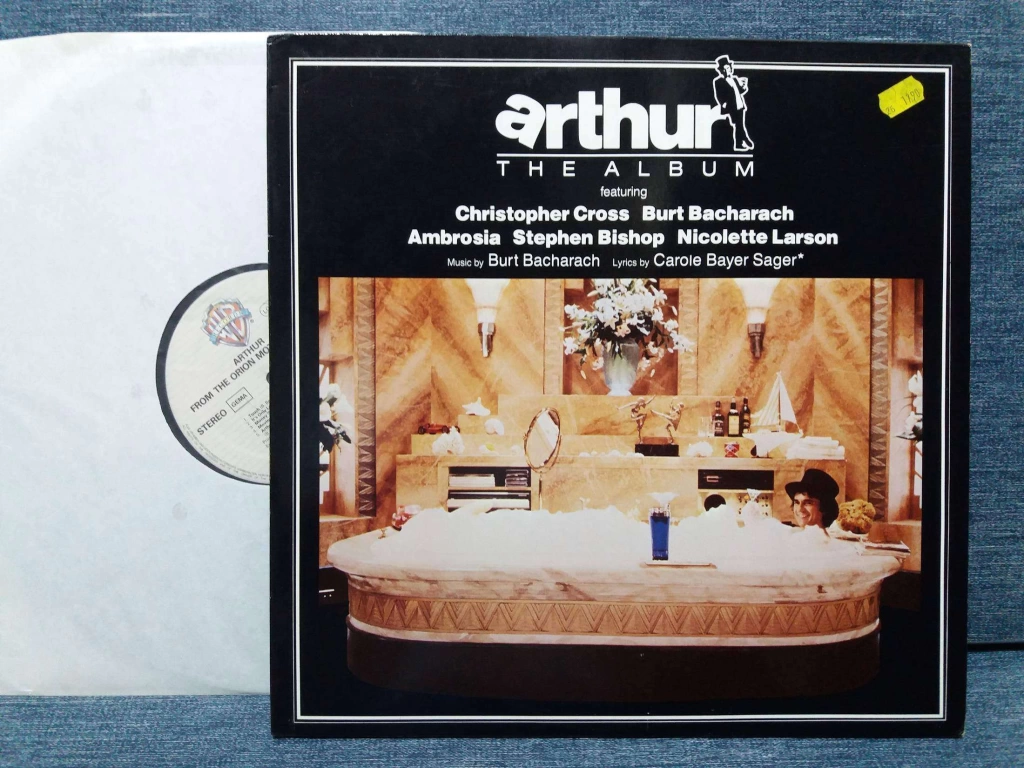 arthur
THE ALBUM
featuring
Christopher Cross Burt Bacharach
Ambrosia Stephen Bishop Nicolette Larson
Music by Burt Bacharach Lyrics by Carole Bayer Sager*
ARTHUR
FROM THE ORION MO
STEREO
GEMA